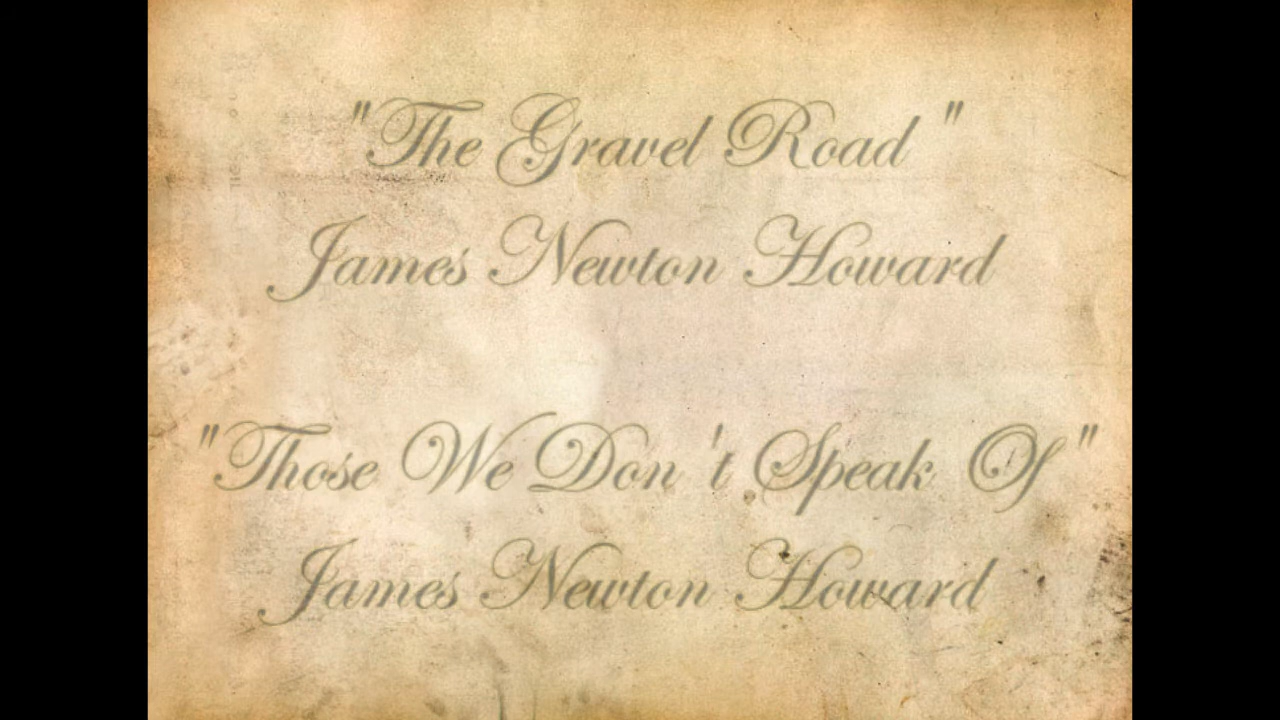 "The Gravel Road "
James Newton Howard
"Those We Don 't Speak Of"
James Newton Howard